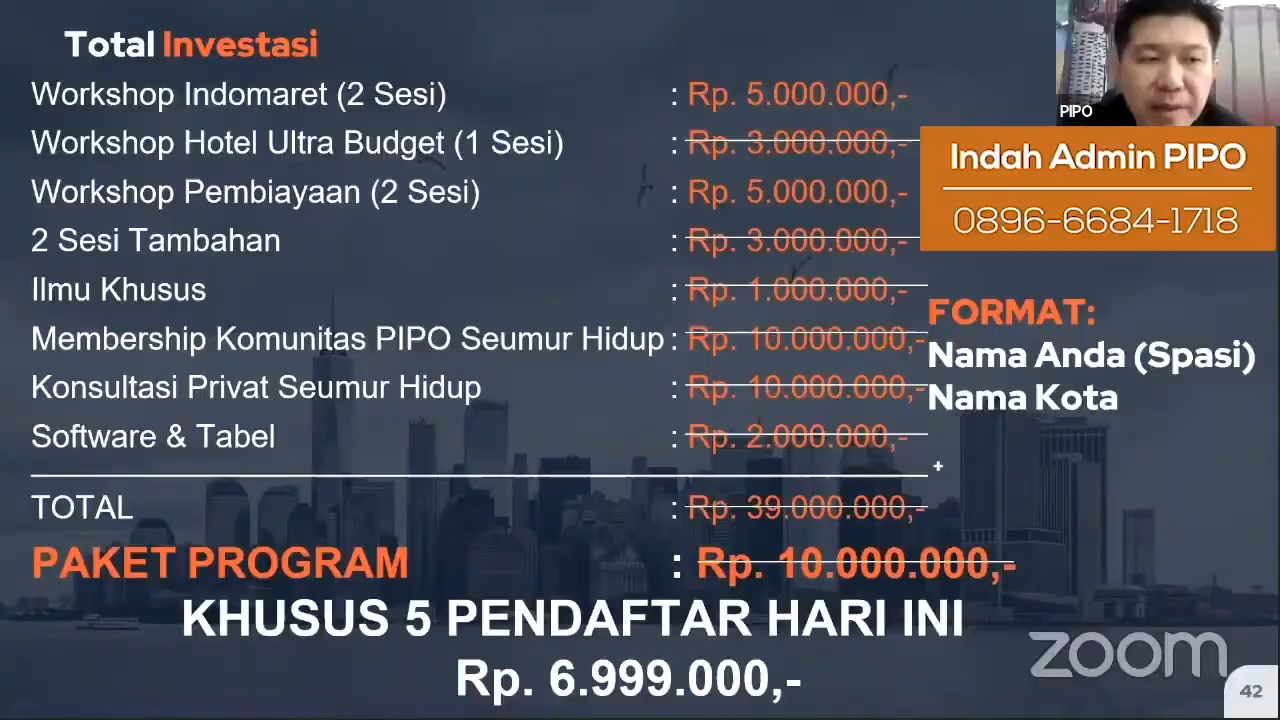 Total Investasi
Workshop Indomaret (2 Sesi) : Rp. 5.000.000,-
Workshop Hotel Ultra Budget (1 Sesi) : Rp. 3.000.000,-
Workshop Pembiayaan (2 Sesi) : Rp. 5.000.000,-
2 Sesi Tambahan : Rp. 3.000.000,-
Ilmu Khusus : Rp. 1.000.000,-
Membership Komunitas PIPO Seumur Hidup : Rp. 10.000.000,-
Konsultasi Privat Seumur Hidup : Rp. 10.000.000,-
Software & Tabel : Rp. 2.000.000,-
+
TOTAL : Rp. 39.000.000,-
PAKET PROGRAM : Rp. 10.000.000,-
KHUSUS 5 PENDAFTAR HARI INI
Rp. 6.999.000,-
PIPO
Indah Admin PIPO
0896-6684-1718
FORMAT:
Nama Anda (Spasi)
Nama Kota
zoom
42